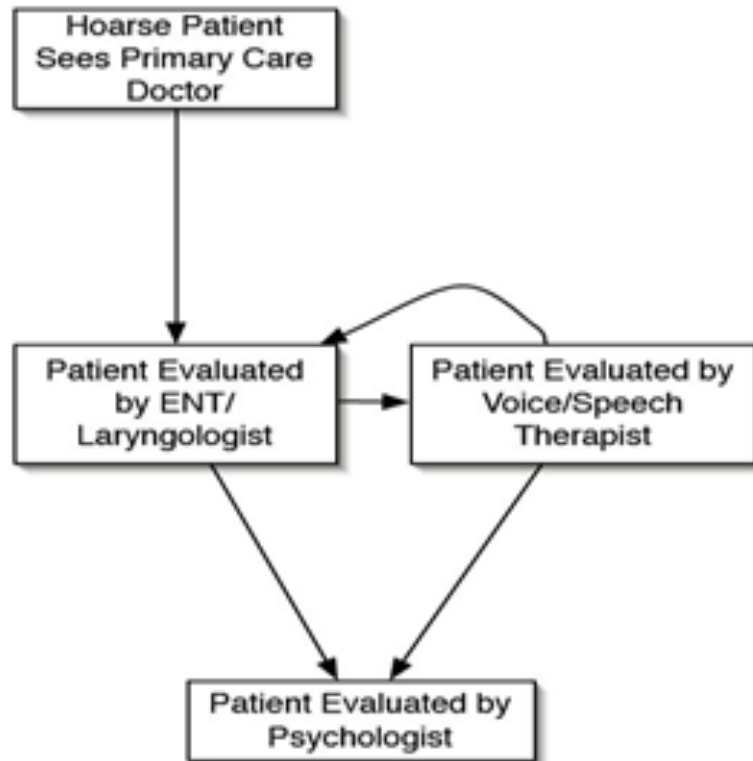 Hoarse Patient
Sees Primary Care
Doctor
Patient Evaluated
by ENT/
Laryngologist
Patient Evaluated by
Voice/Speech
Therapist
Patient Evaluated by
Psychologist